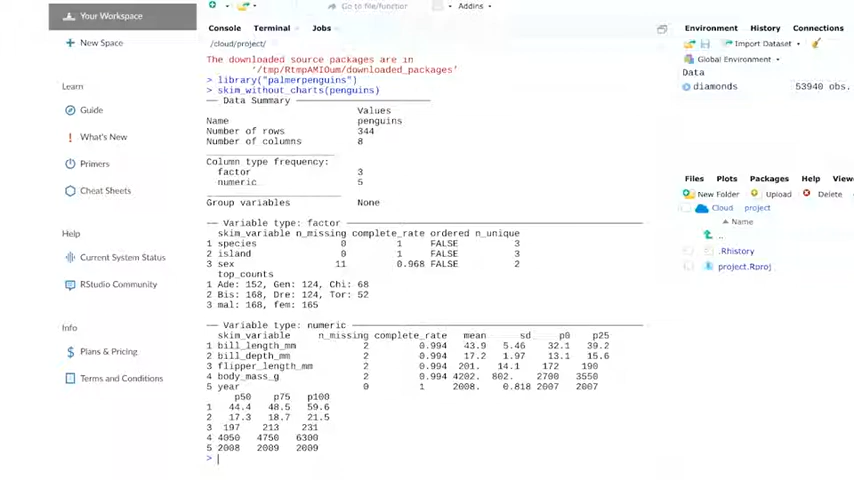 Your Workspace
New Space
Learn
Guide
What's New
Primers
Cheat Sheets
Help
Current System Status
RStudio Community
Info
Plans & Pricing
Terms and Conditions
Go to file/function
Addins
Console Terminal Jobs
/cloud/project/
The downloaded source packages are in
'/tmp/RtmpAMIOum/downloaded_packages'
> library("palmerpenguins")
> skim_without_charts(penguins)
── Data Summary ────────────────────────
Values
Name penguins
Number of rows 344
Number of columns 8
_______________________
Column type frequency:
factor 3
numeric 5
________________________
Group variables None
── Variable type: factor ────────────────────────
skim_variable n_missing complete_rate ordered n_unique
1 species 0 1 FALSE 3
2 island 0 1 FALSE 3
3 sex 11 0.968 FALSE 2
top_counts
1 Ade: 152, Gen: 124, Chi: 68
2 Bis: 168, Dre: 124, Tor: 52
3 mal: 168, fem: 165
── Variable type: numeric ────────────────────────
skim_variable n_missing complete_rate mean sd p0 p25
1 bill_length_mm 2 0.994 43.9 5.46 32.1 39.2
2 bill_depth_mm 2 0.994 17.2 1.97 13.1 15.6
3 flipper_length_mm 2 0.994 201. 14.1 172 190
4 body_mass_g 2 0.994 4202. 802. 2700 3550
5 year 0 1 2008. 0.818 2007 2007
p50 p75 p100
1 44.4 48.5 59.6
2 17.3 18.7 21.5
3 197 213 231
4 4050 4750 6300
5 2008 2009 2009
>
Environment History Connections
Import Dataset
Global Environment
Data
diamonds 53940 obs.
Files Plots Packages Help View
New Folder Upload Delete
Cloud project
Name
..
.Rhistory
project.Rproj